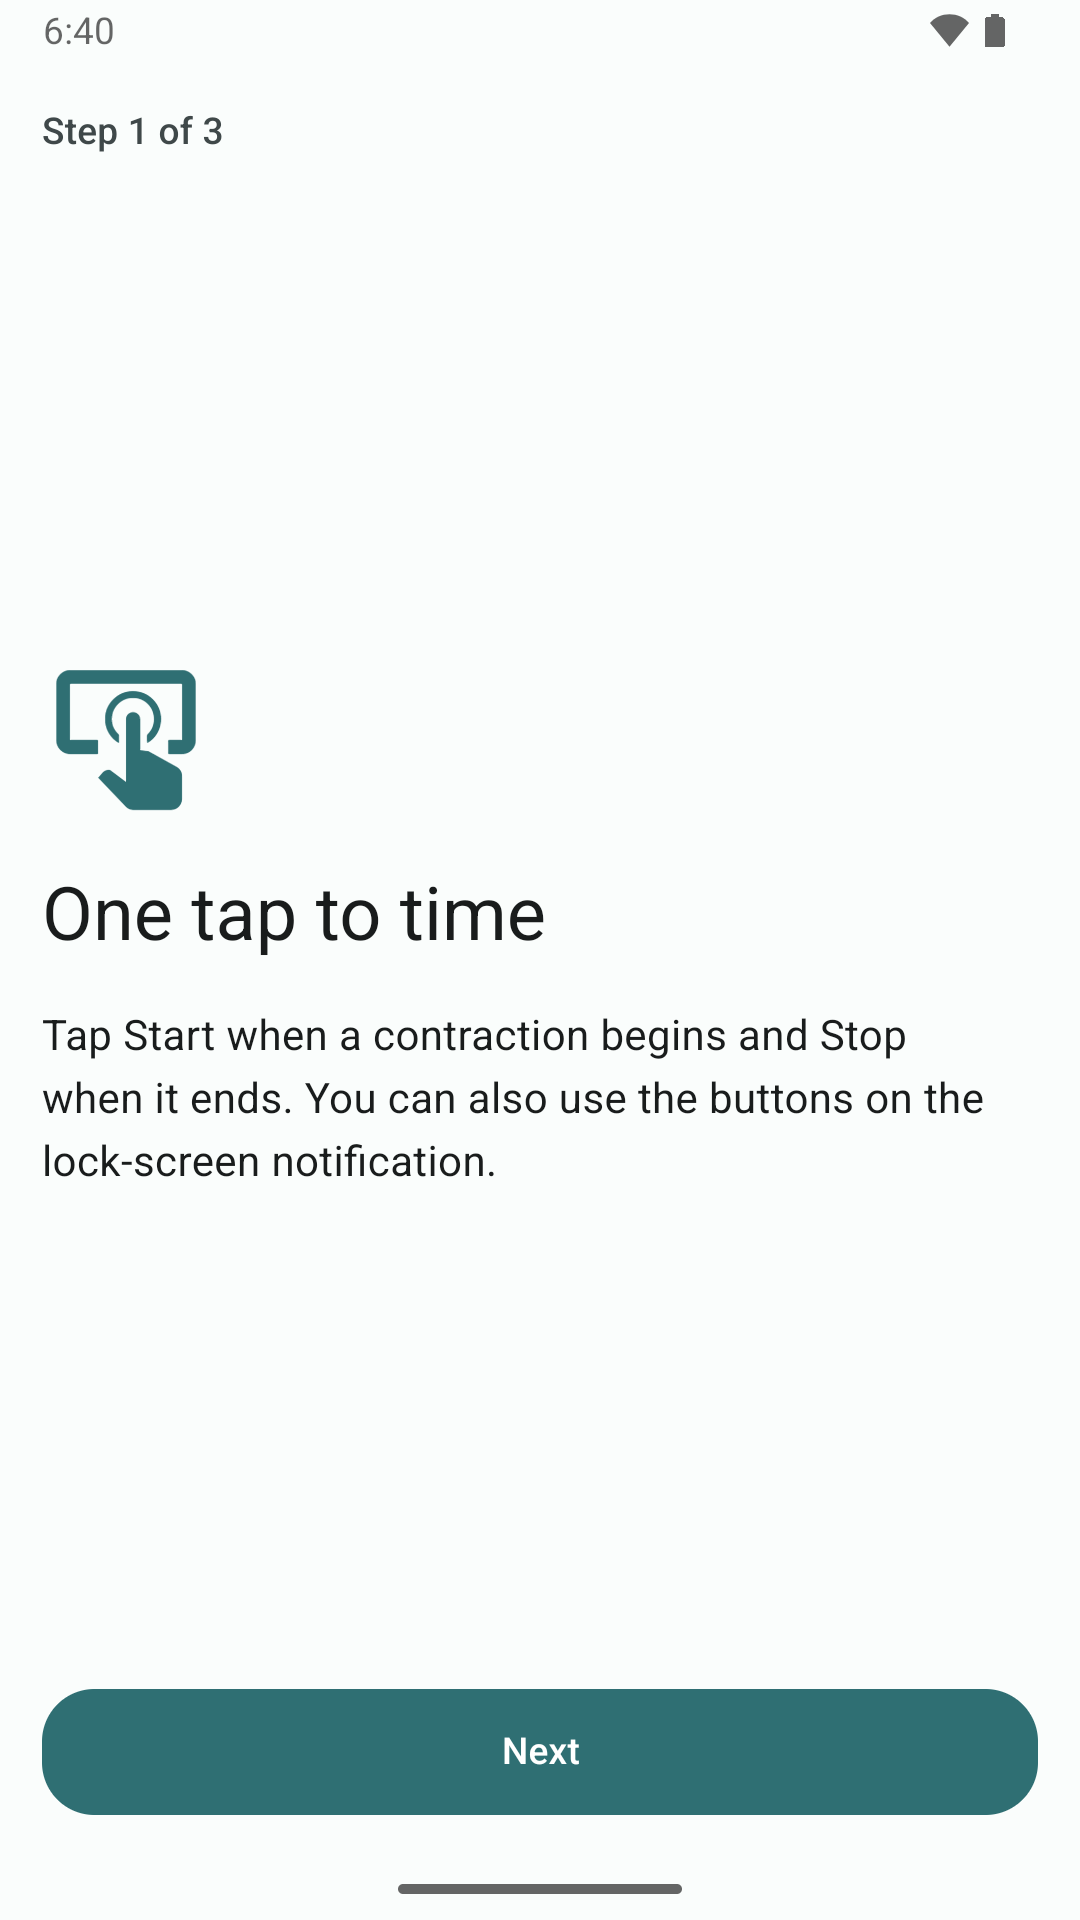 6:40
Step 1 of 3
One tap to time
Tap Start when a contraction begins and Stop
when it ends. You can also use the buttons on the
lock-screen notification.
Next